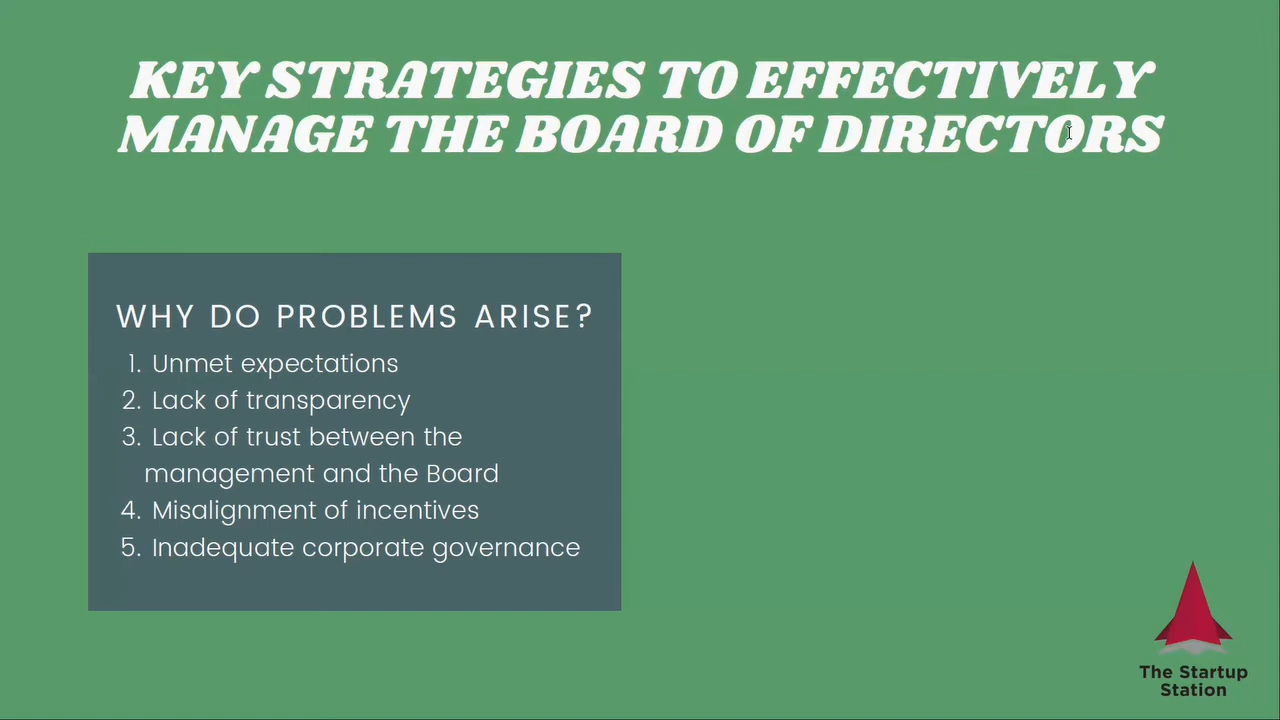 KEY STRATEGIES TO EFFECTIVELY
MANAGE THE BOARD OF DIRECTORS
WHY DO PROBLEMS ARISE?
1. Unmet expectations
2. Lack of transparency
3. Lack of trust between the
management and the Board
4. Misalignment of incentives
5. Inadequate corporate governance
The Startup
Station